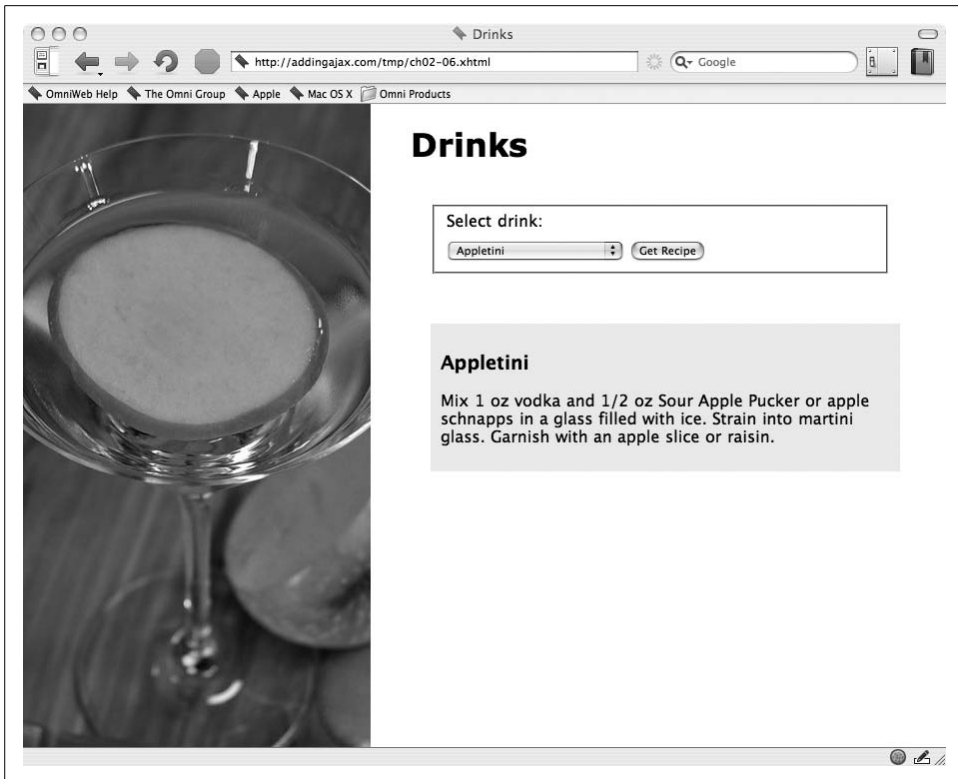 Drinks
http://addingajax.com/tmp/ch02-06.xhtml
Google
OmniWeb Help The Omni Group Apple Mac OS X Omni Products
Drinks
Select drink:
Appletini Get Recipe
Appletini
Mix 1 oz vodka and 1/2 oz Sour Apple Pucker or apple
schnapps in a glass filled with ice. Strain into martini
glass. Garnish with an apple slice or raisin.